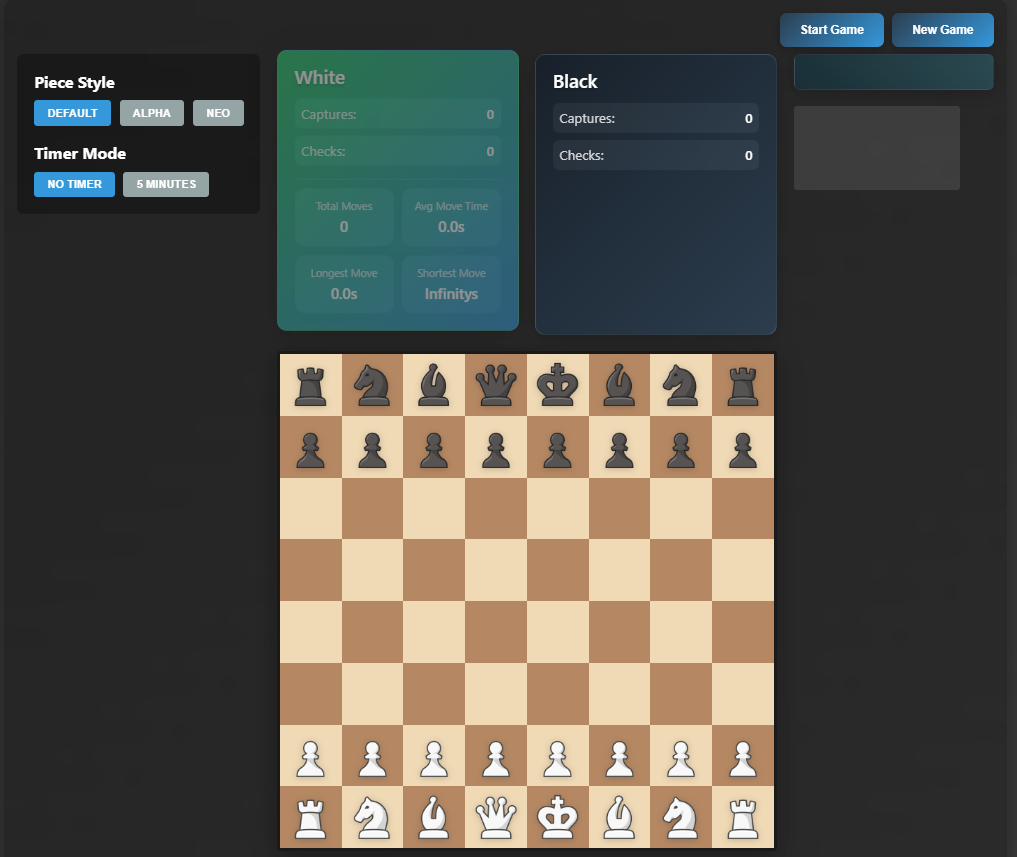 Start Game
New Game
Piece Style
DEFAULT
ALPHA
NEO
Timer Mode
NO TIMER
5 MINUTES
White
Captures: 0
Checks: 0
Total Moves
0
Avg Move Time
0.0s
Longest Move
0.0s
Shortest Move
Infinitys
Black
Captures: 0
Checks: 0